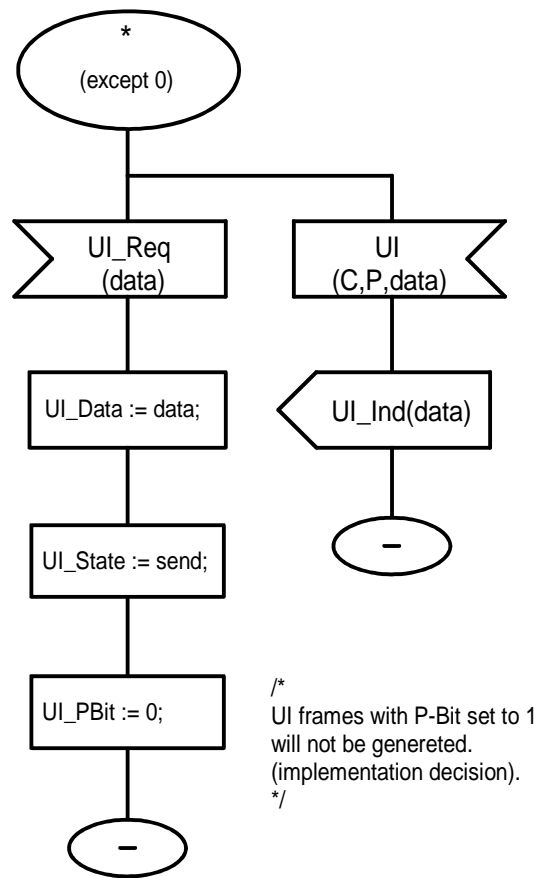 *
(except 0)
UI_Req
(data)
UI
(C,P,data)
UI_Data := data;
UI_Ind(data)
UI_State := send;
–
UI_PBit := 0;
/*
UI frames with P-Bit set to 1
will not be genereted.
(implementation decision).
*/
–